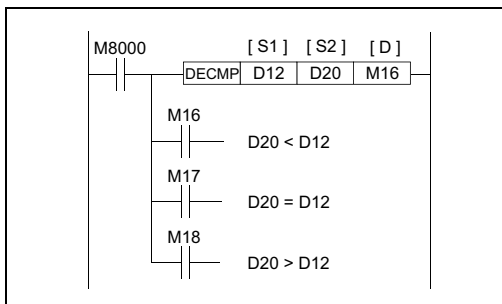 [ S1 ] [ S2 ] [ D ]
M8000
DECMP D12 D20 M16
M16
D20 < D12
M17
D20 = D12
M18
D20 > D12